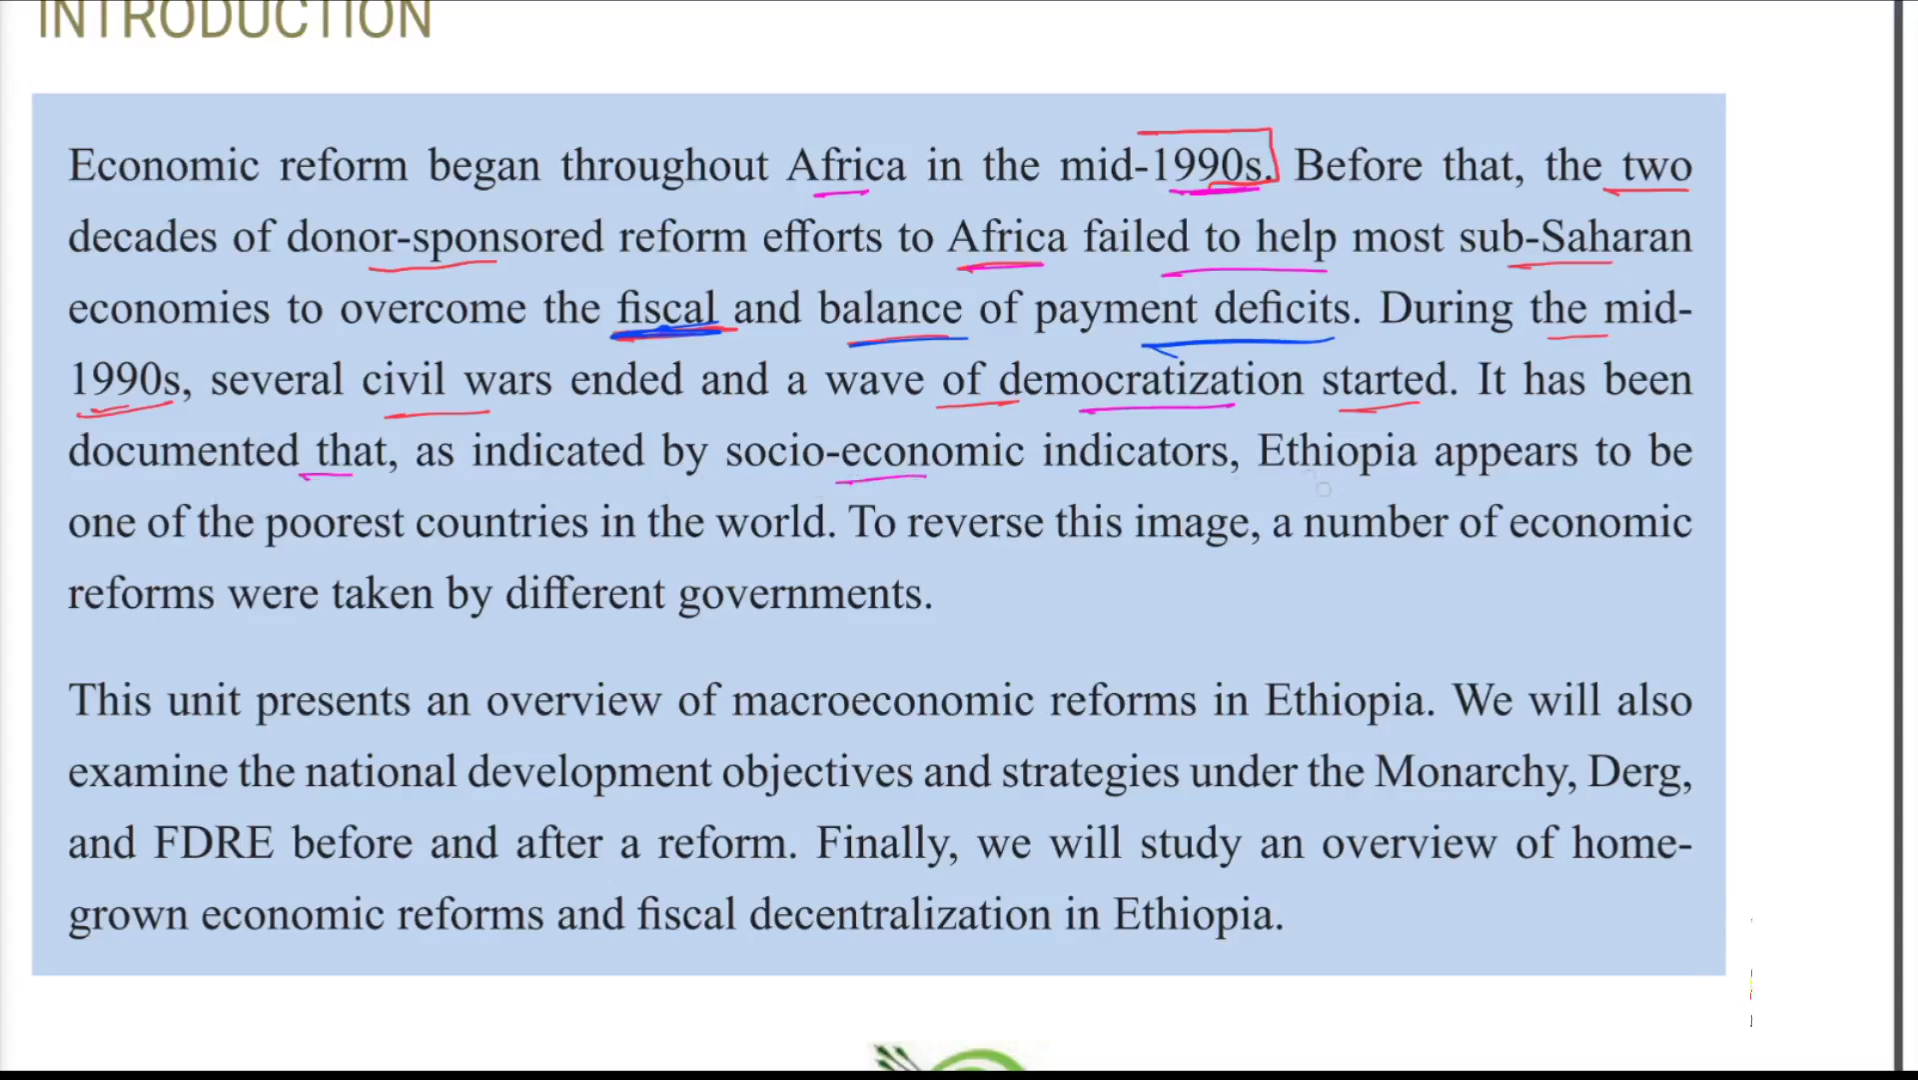 INTRODUCTION
Economic reform began throughout Africa in the mid-1990s. Before that, the two
decades of donor-sponsored reform efforts to Africa failed to help most sub-Saharan
economies to overcome the fiscal and balance of payment deficits. During the mid-
1990s, several civil wars ended and a wave of democratization started. It has been
documented that, as indicated by socio-economic indicators, Ethiopia appears to be
one of the poorest countries in the world. To reverse this image, a number of economic
reforms were taken by different governments.
This unit presents an overview of macroeconomic reforms in Ethiopia. We will also
examine the national development objectives and strategies under the Monarchy, Derg,
and FDRE before and after a reform. Finally, we will study an overview of home-
grown economic reforms and fiscal decentralization in Ethiopia.